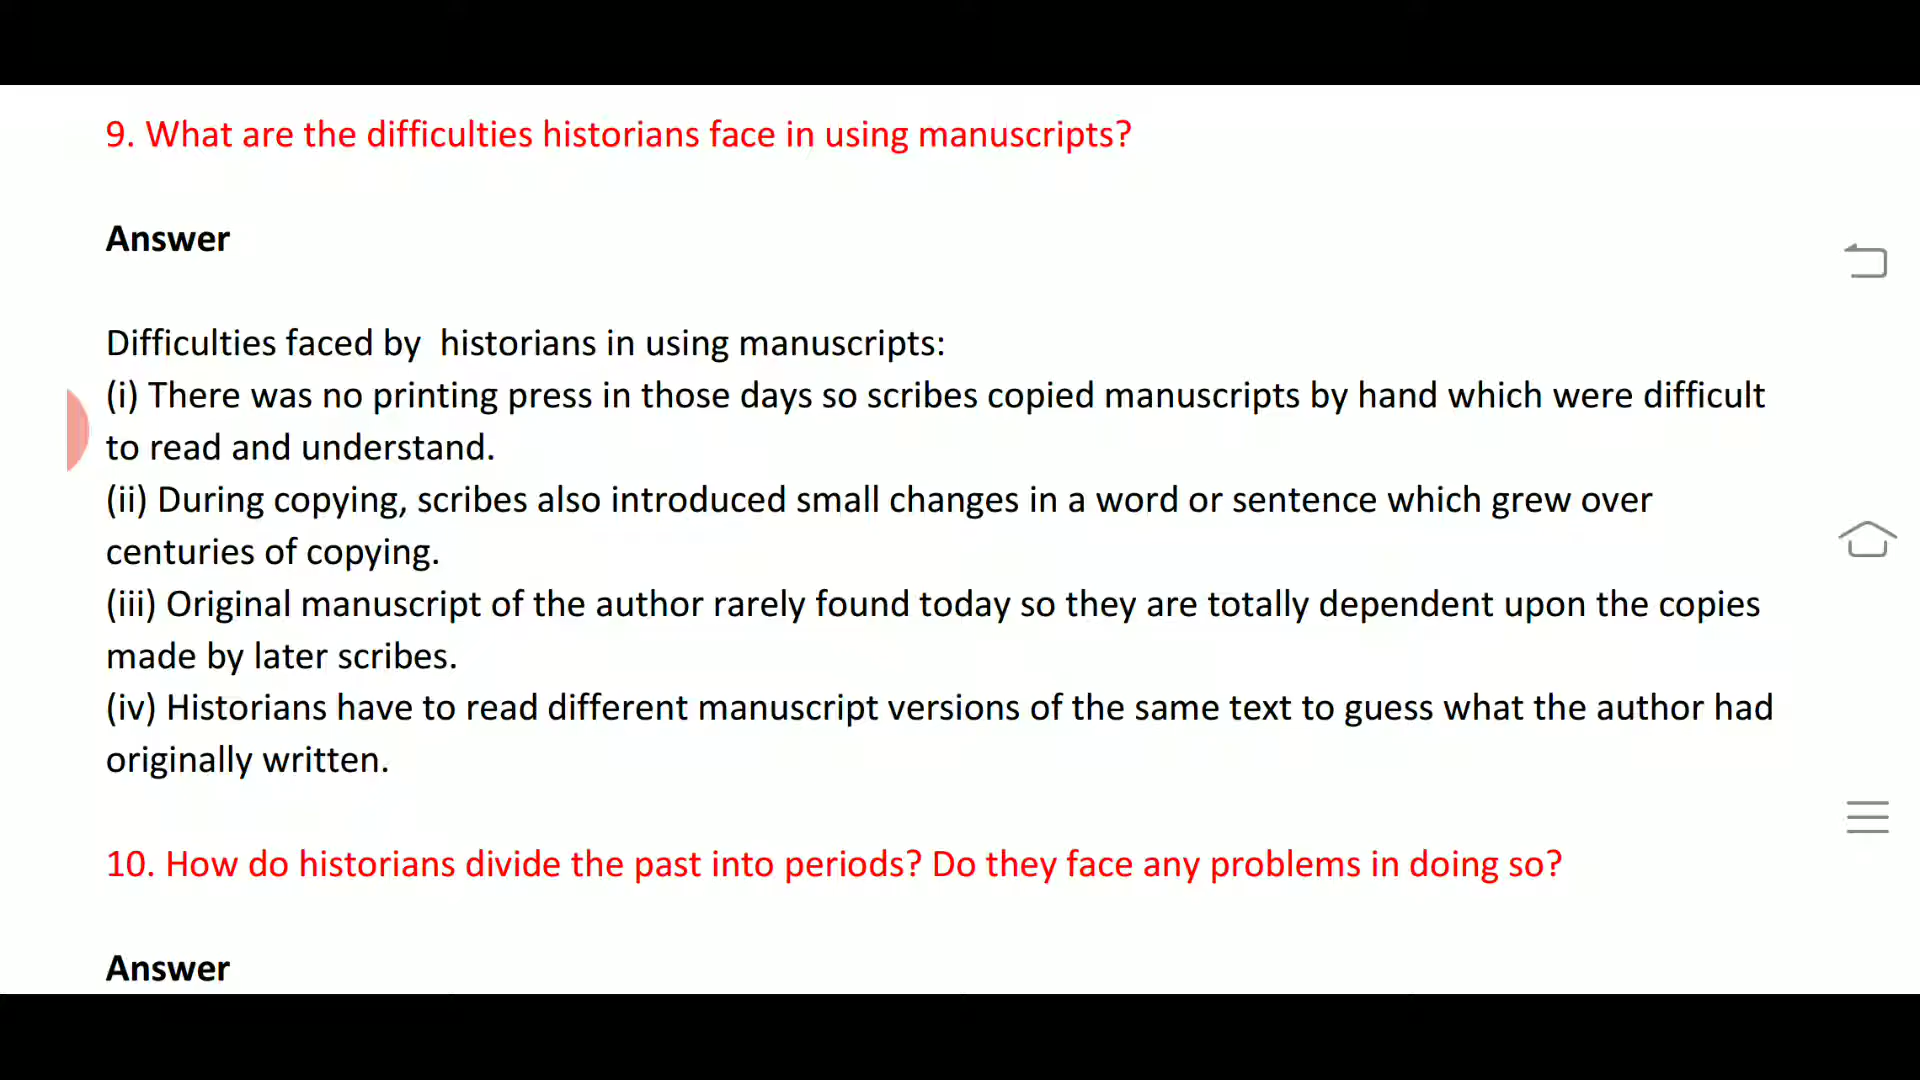 9. What are the difficulties historians face in using manuscripts?
Answer
Difficulties faced by  historians in using manuscripts:
(i) There was no printing press in those days so scribes copied manuscripts by hand which were difficult
to read and understand.
(ii) During copying, scribes also introduced small changes in a word or sentence which grew over
centuries of copying.
(iii) Original manuscript of the author rarely found today so they are totally dependent upon the copies
made by later scribes.
(iv) Historians have to read different manuscript versions of the same text to guess what the author had
originally written.
10. How do historians divide the past into periods? Do they face any problems in doing so?
Answer